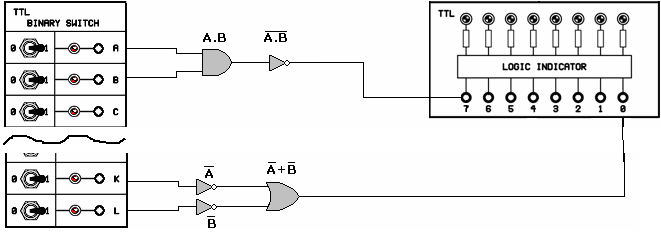 TTL
BINARY SWITCH
0 1 A
0 1 B
0 1 C
A.B
A̅.̅B̅
TTL
LOGIC INDICATOR
7 6 5 4 3 2 1 0
0 1 K
0 1 L
A̅
B̅
A̅+B̅